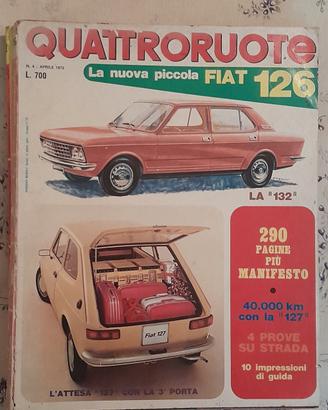 QUATTRORUOTE
N. 4 - APRILE 1972
L. 700
La nuova piccola FIAT 126
LA "132"
290
PAGINE
PIÙ
MANIFESTO
40.000 km
con la "127"
4 PROVE
SU STRADA
10 impressioni
di guida
Fiat 127
L'ATTESA "127" CON LA 3ª PORTA